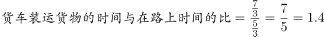 货车装运货物的时间与在路上时间的比 = \frac{\frac{7}{3}}{\frac{5}{3}} = \frac{7}{5} = 1.4